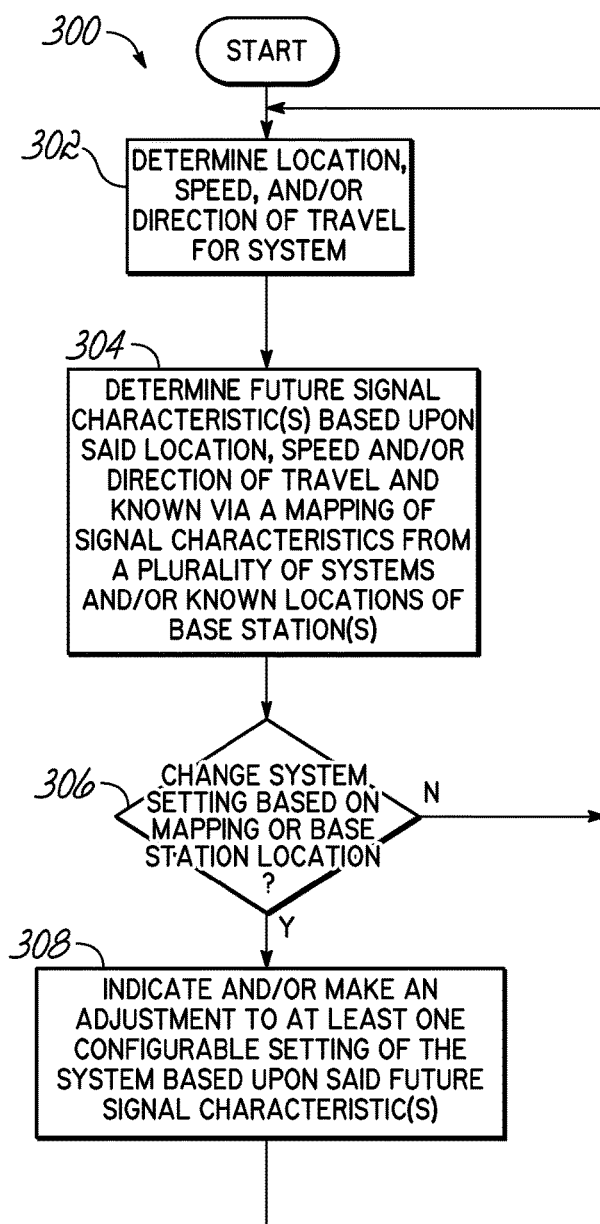 300
START
302
DETERMINE LOCATION,
SPEED, AND/OR
DIRECTION OF TRAVEL
FOR SYSTEM
304
DETERMINE FUTURE SIGNAL
CHARACTERISTIC(S) BASED UPON
SAID LOCATION, SPEED AND/OR
DIRECTION OF TRAVEL AND
KNOWN VIA A MAPPING OF
SIGNAL CHARACTERISTICS FROM
A PLURALITY OF SYSTEMS
AND/OR KNOWN LOCATIONS OF
BASE STATION(S)
306
CHANGE SYSTEM
SETTING BASED ON
MAPPING OR BASE
STATION LOCATION
?
N
Y
308
INDICATE AND/OR MAKE AN
ADJUSTMENT TO AT LEAST ONE
CONFIGURABLE SETTING OF THE
SYSTEM BASED UPON SAID FUTURE
SIGNAL CHARACTERISTIC(S)